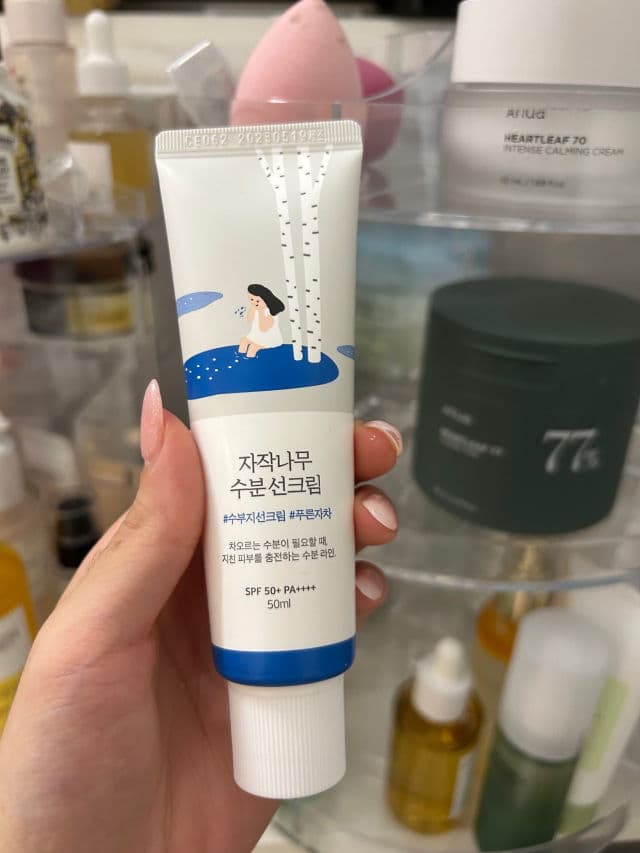 자작나무
수분 선크림
#수부지선크림 #푸른자차
차오르는 수분이 필요할 때,
지친 피부를 충전하는 수분 라인.
SPF 50+ PA++++
50ml
Anua
HEARTLEAF 70
INTENSE CALMING CREAM
77